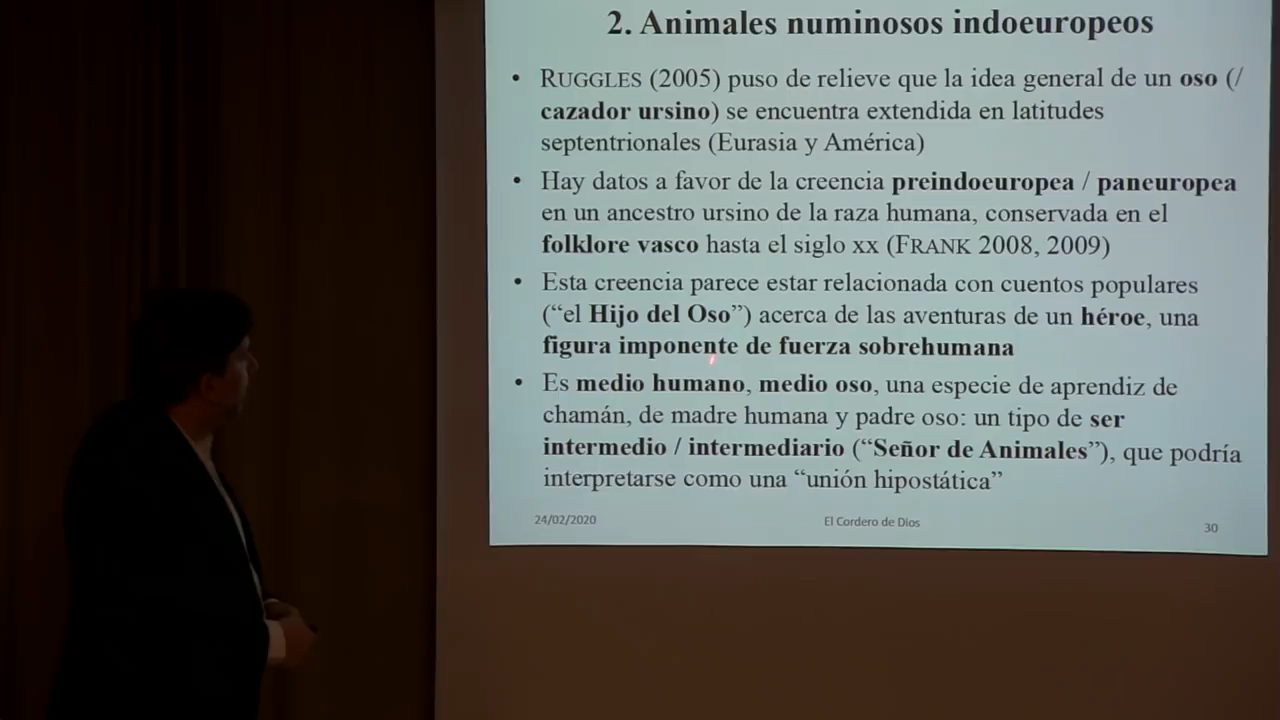 2. Animales numinosos indoeuropeos
• RUGGLES (2005) puso de relieve que la idea general de un oso (/
cazador ursino) se encuentra extendida en latitudes
septentrionales (Eurasia y América)
• Hay datos a favor de la creencia preindoeuropea / paneuropea
en un ancestro ursino de la raza humana, conservada en el
folklore vasco hasta el siglo XX (FRANK 2008, 2009)
• Esta creencia parece estar relacionada con cuentos populares
(“el Hijo del Oso”) acerca de las aventuras de un héroe, una
figura imponente de fuerza sobrehumana
• Es medio humano, medio oso, una especie de aprendiz de
chamán, de madre humana y padre oso: un tipo de ser
intermedio / intermediario (“Señor de Animales”), que podría
interpretarse como una “unión hipostática”
24/02/2020 El Cordero de Dios 30